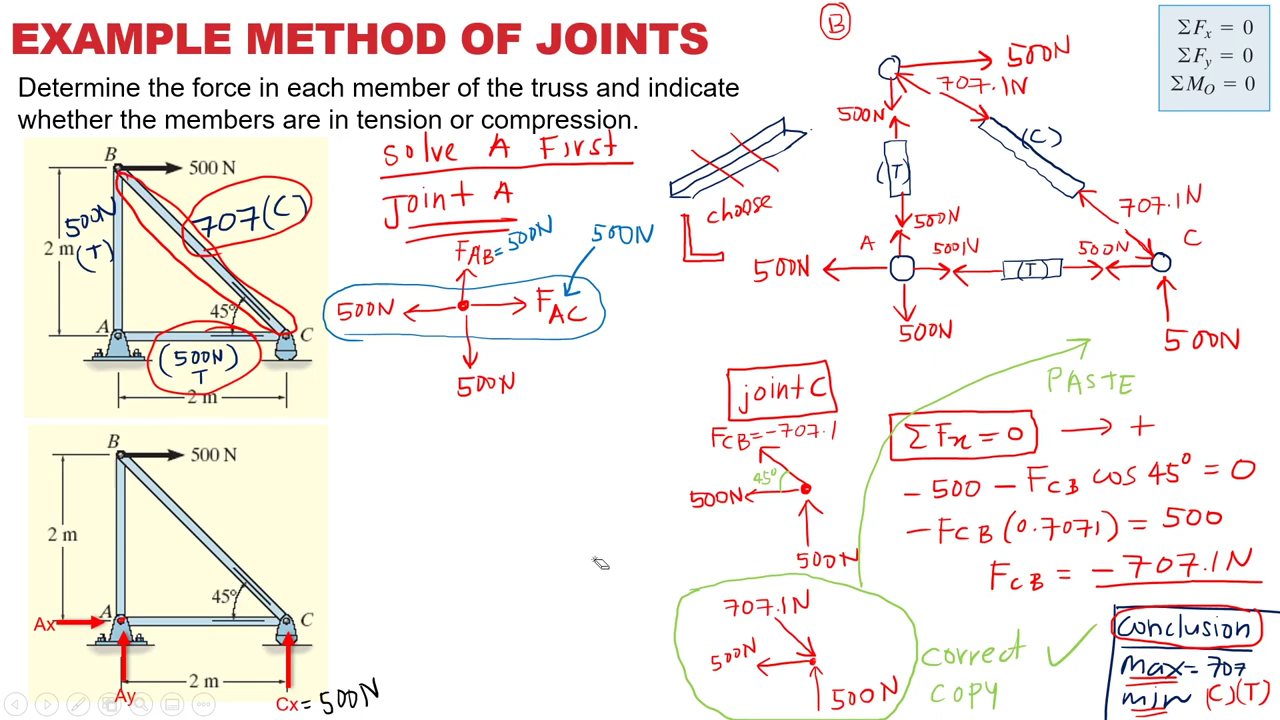 EXAMPLE METHOD OF JOINTS
Determine the force in each member of the truss and indicate
whether the members are in tension or compression.
ΣFx = 0
ΣFy = 0
ΣMO = 0
B
500 N
500N
(T)
2 m
707(C)
45°
A
C
(500N)
T
2 m
B
500 N
2 m
45°
Ax
A
C
Ay
2 m
Cx = 500N
Solve A First
Joint A
FAB = 500N
500N
500N
FAC
500N
choose
B
500N
707.1N
500N
(T)
(C)
500N
707.1N
A
C
500N
500N
(T)
500N
500N
500N
PASTE
joint C
FCB = -707.1
45°
500N
500N
ΣFx = 0 → +
- 500 - FCB cos 45° = 0
- FCB (0.7071) = 500
FCB = - 707.1N
707.1N
500N
500N
correct ✓
copy
Conclusion
Max = 707
min (C)(T)